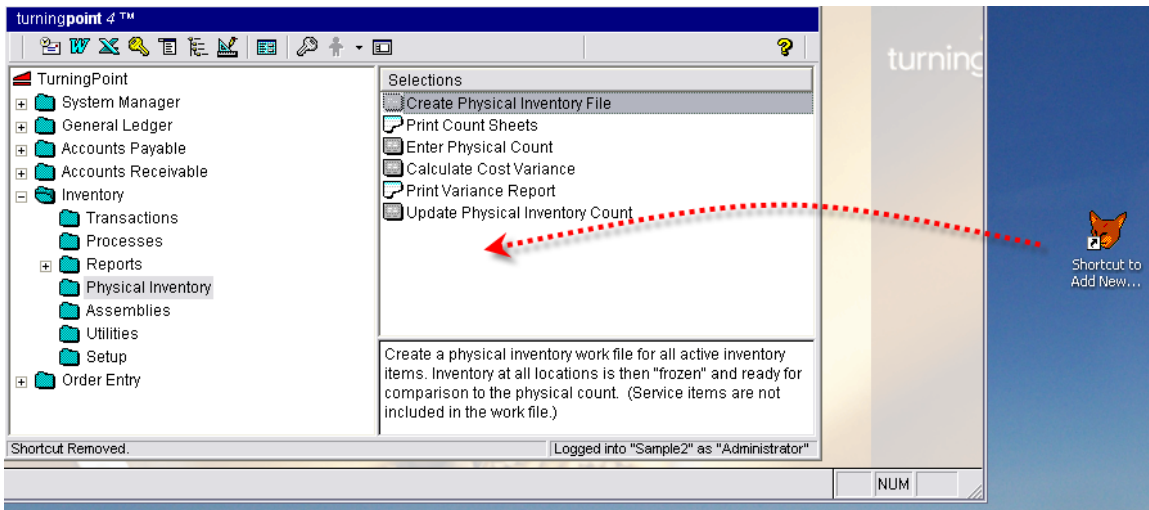 turningpoint 4 ™
TurningPoint
System Manager
General Ledger
Accounts Payable
Accounts Receivable
Inventory
Transactions
Processes
Reports
Physical Inventory
Assemblies
Utilities
Setup
Order Entry
Selections
Create Physical Inventory File
Print Count Sheets
Enter Physical Count
Calculate Cost Variance
Print Variance Report
Update Physical Inventory Count
Create a physical inventory work file for all active inventory
items. Inventory at all locations is then "frozen" and ready for
comparison to the physical count. (Service items are not
included in the work file.)
Shortcut Removed.
Logged into "Sample2" as "Administrator"
NUM
turning
Shortcut to
Add New...